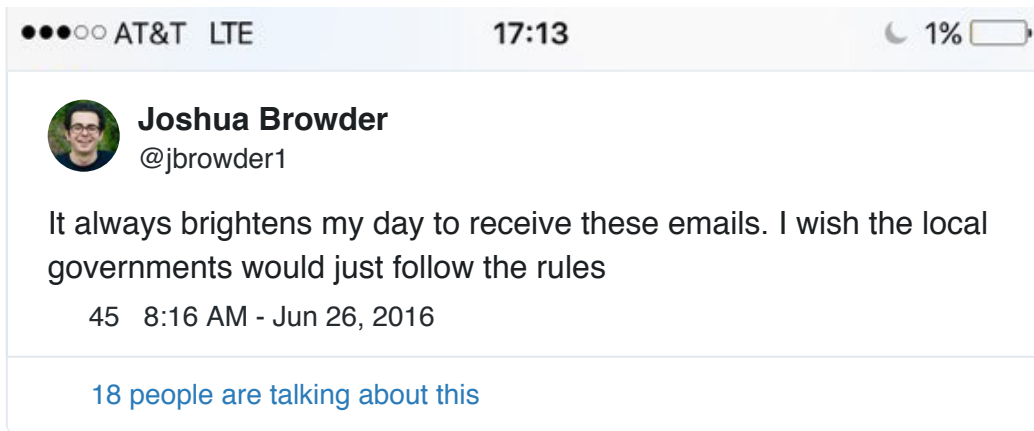 AT&T LTE 17:13 1%
Joshua Browder
@jbrowder1
It always brightens my day to receive these emails. I wish the local
governments would just follow the rules
45 8:16 AM - Jun 26, 2016
18 people are talking about this